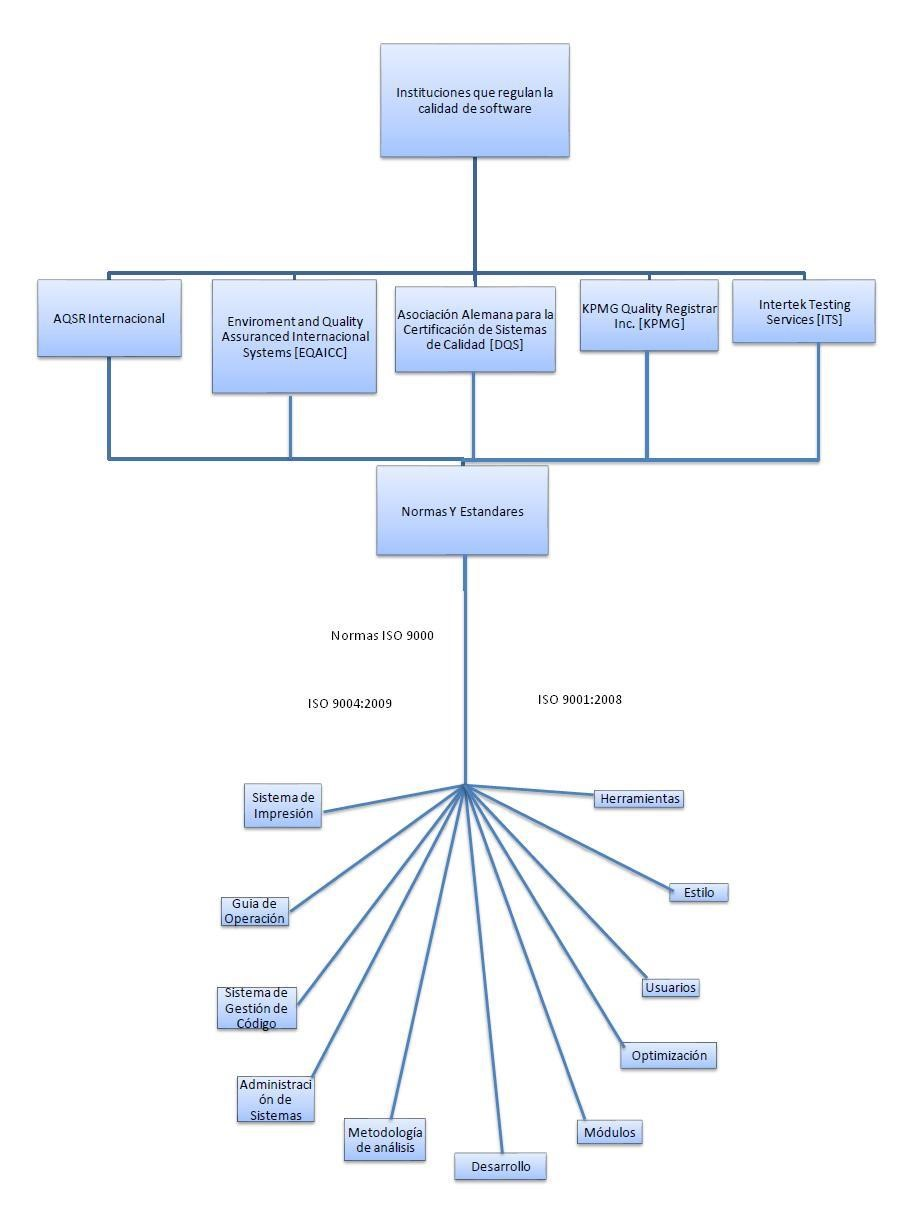 Instituciones que regulan la
calidad de software
AQSR Internacional
Enviroment and Quality
Assuranced Internacional
Systems [EQAICC]
Asociación Alemana para la
Certificación de Sistemas
de Calidad [DQS]
KPMG Quality Registrar
Inc. [KPMG]
Intertek Testing
Services [ITS]
Normas Y Estandares
Normas ISO 9000
ISO 9004:2009
ISO 9001:2008
Sistema de
Impresión
Herramientas
Guia de
Operación
Estilo
Sistema de
Gestión de
Código
Usuarios
Administraci
ón de
Sistemas
Optimización
Metodología
de análisis
Módulos
Desarrollo